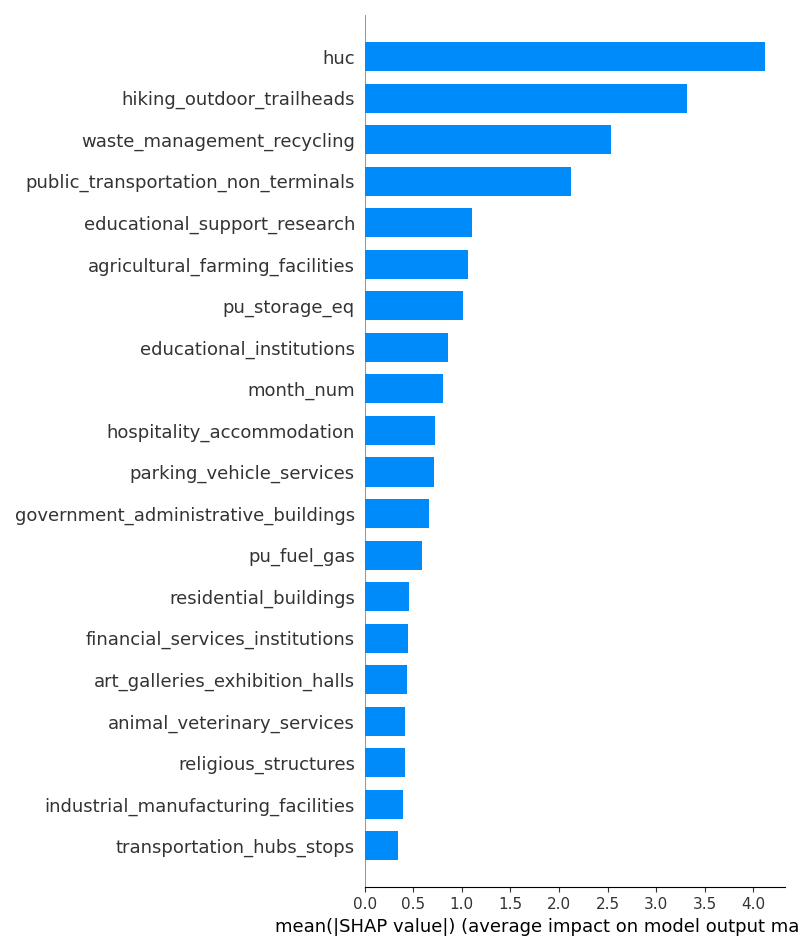 huc
hiking_outdoor_trailheads
waste_management_recycling
public_transportation_non_terminals
educational_support_research
agricultural_farming_facilities
pu_storage_eq
educational_institutions
month_num
hospitality_accommodation
parking_vehicle_services
government_administrative_buildings
pu_fuel_gas
residential_buildings
financial_services_institutions
art_galleries_exhibition_halls
animal_veterinary_services
religious_structures
industrial_manufacturing_facilities
transportation_hubs_stops
0.0 0.5 1.0 1.5 2.0 2.5 3.0 3.5 4.0
mean(|SHAP value|) (average impact on model output ma